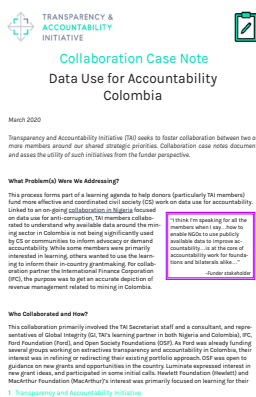 TRANSPARENCY &
ACCOUNTABILITY
INITIATIVE
Collaboration Case Note
Data Use for Accountability
Colombia
March 2020
Transparency and Accountability Initiative (TAI) seeks to foster collaboration between two o
more members around our shared strategic priorities. Collaboration case notes documen
and asses the utility of such initiatives from the funder perspective.
What Problem(s) Were We Addressing?
This process forms part of a learning agenda to help donors (particularly TAI members)
fund more effective and coordinated civil society (CS) work on data use for accountability.
Linked to an on-going collaboration in Nigeria focused
on data use for anti-corruption, TAI members collabo-
rated to understand why available data around the min-
ing sector in Colombia is not being significantly used
by CS or communities to inform advocacy or demand
accountability. While some members were primarily
interested in learning, others wanted to use the learn-
ing to inform their in-country grantmaking. For collab-
oration partner the International Finance Corporation
(IFC), the purpose was to get an accurate depiction of
revenue management related to mining in Colombia.
"I think I'm speaking for all the
members when I say...how to
enable NGOs to use publicly
available data to improve ac-
countability...is at the core of
accountability work for founda-
tions and bilaterals alike..."
-Funder stakeholder
Who Collaborated and How?
This collaboration primarily involved the TAI Secretariat staff and a consultant, and repre-
sentatives of Global Integrity (GI, TAI's learning partner in both Nigeria and Colombia), IFC,
Ford Foundation (Ford), and Open Society Foundations (OSF). As Ford was already funding
several groups working on extractives transparency and accountability in Colombia, their
interest was in refining or redirecting their existing portfolio approach. OSF was open to
guidance on new grants and opportunities in the country. Luminate expressed interest in
new grant ideas, and participated in some initial calls. Hewlett Foundation (Hewlett) and
MacArthur Foundation (MacArthur)'s interest was primarily focused on learning for their
1 Transparency and Accountability Initiative